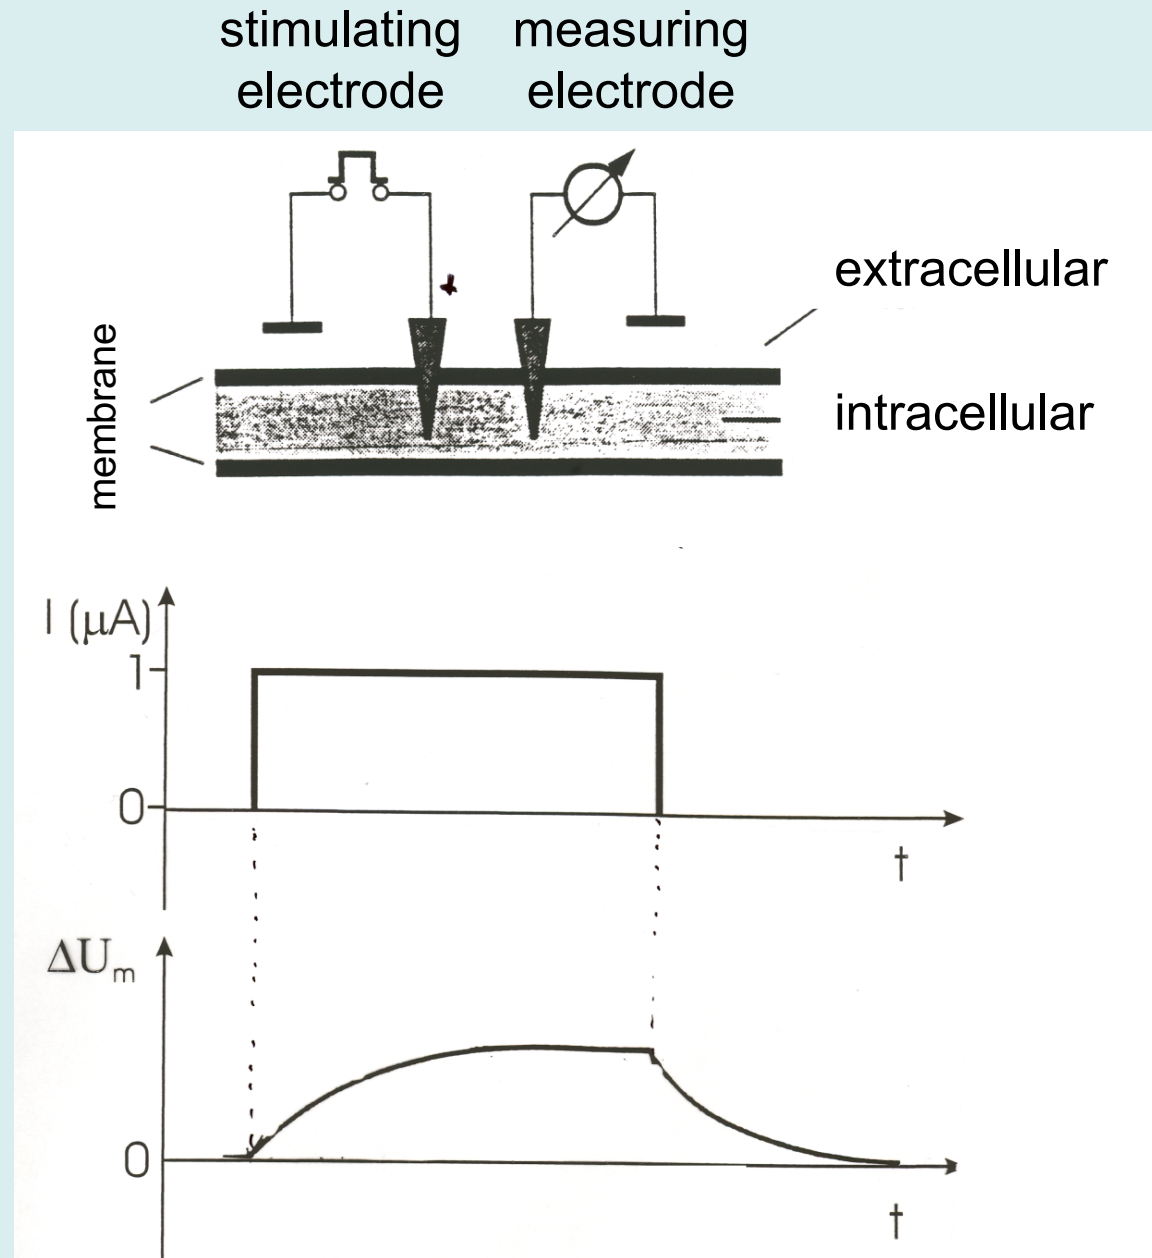 stimulating measuring
electrode electrode
extracellular
membrane
intracellular
I (μA)
1
0
t
ΔUm
0
t